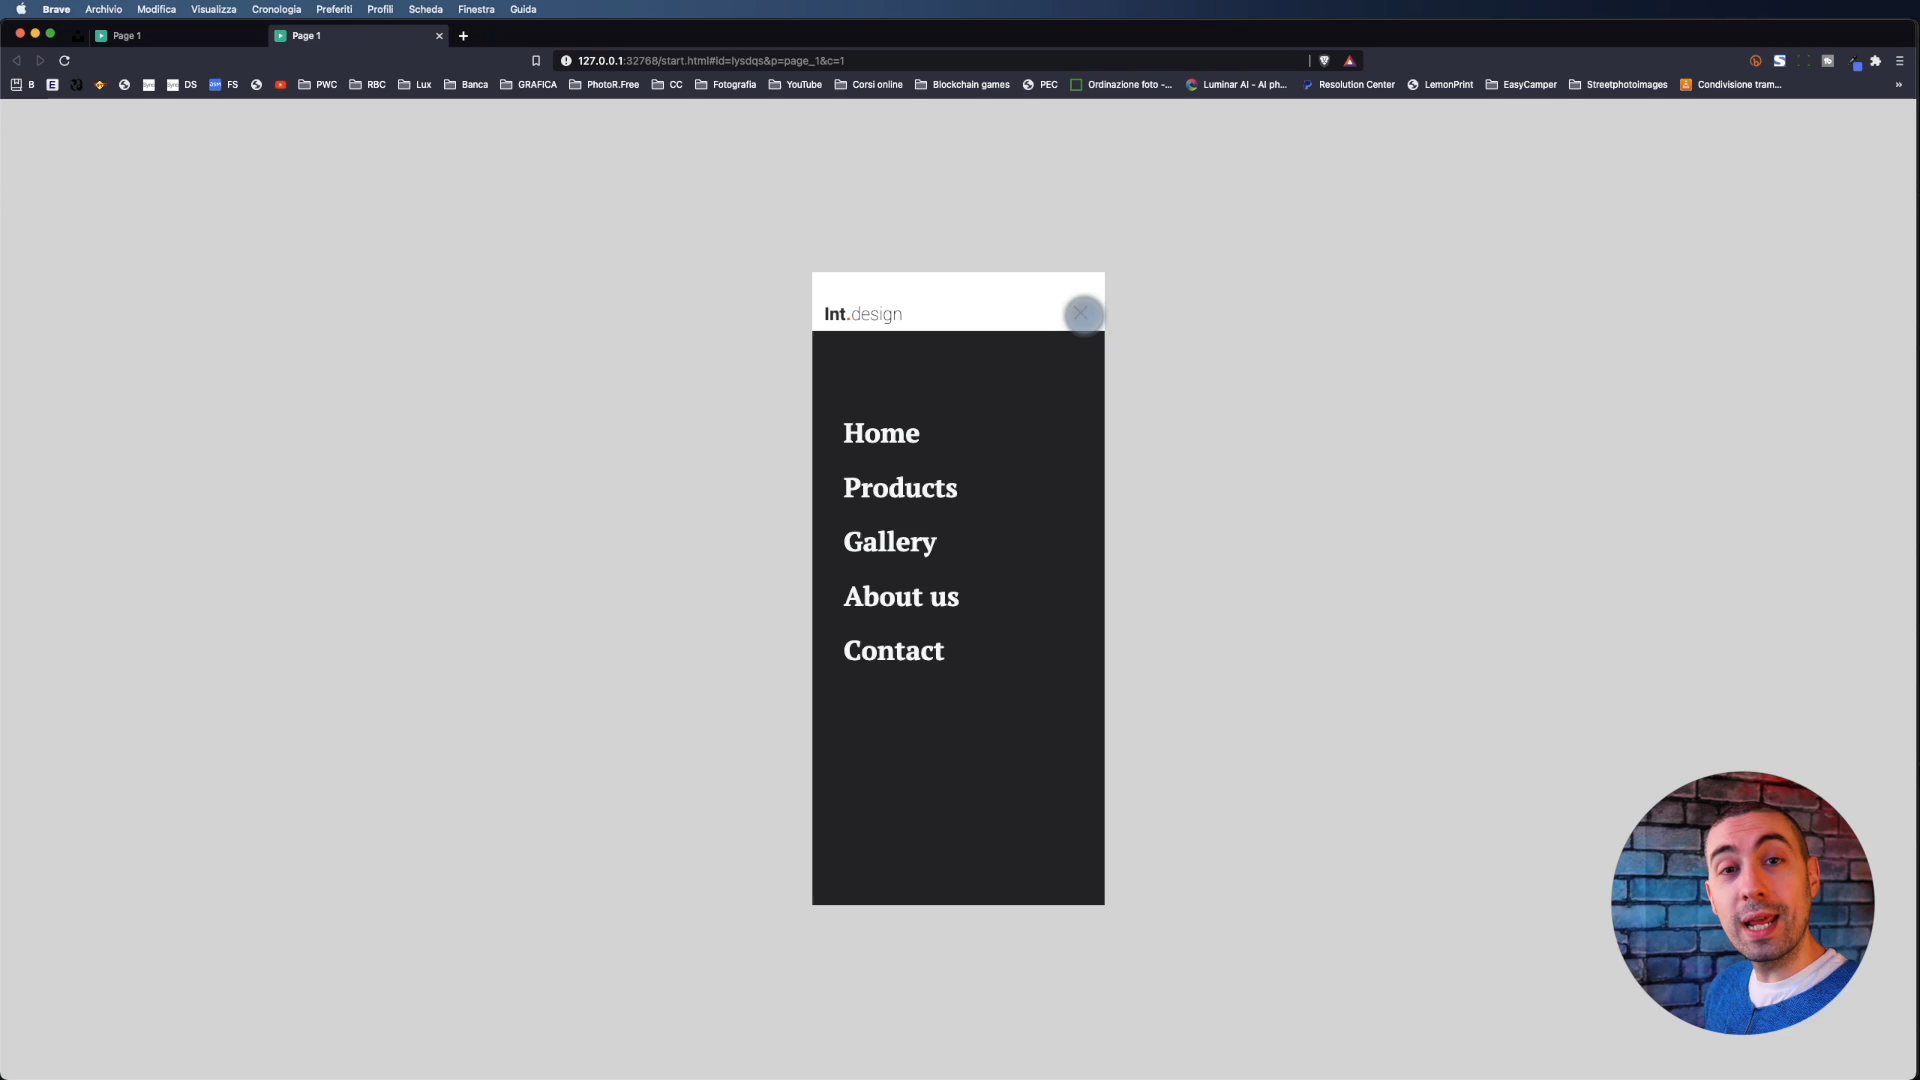 Brave Archivio Modifica Visualizza Cronologia Preferiti Profili Scheda Finestra Guida
Page 1
Page 1
127.0.0.1:32768/start.html#id=lysdqs&p=page_1&c=1
B
DS
FS
PWC
RBC
Lux
Banca
GRAFICA
PhotoR.Free
CC
Fotografia
YouTube
Corsi online
Blockchain games
PEC
Ordinazione foto -...
Luminar AI - AI ph...
Resolution Center
LemonPrint
EasyCamper
Streetphotoimages
Condivisione tram...
»
Int.design
Home
Products
Gallery
About us
Contact